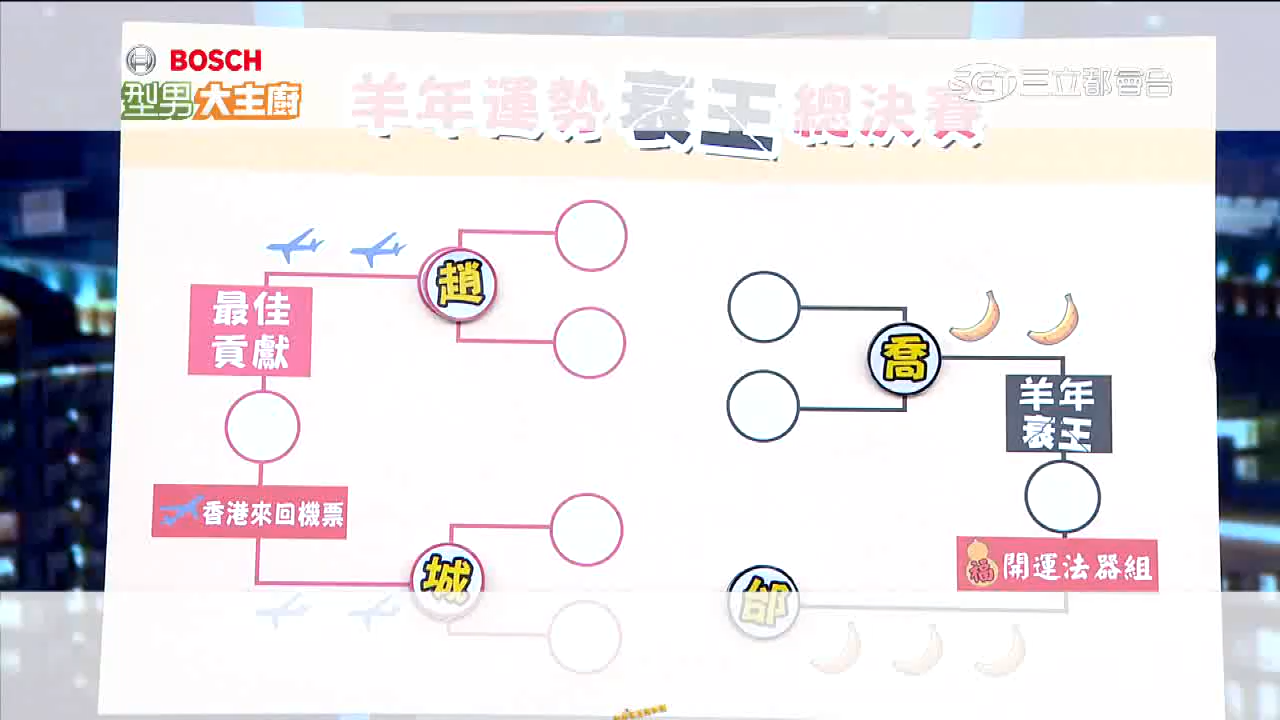 BOSCH
型男大主廚
SET三立都會台
羊年運勢衰王總決賽
趙
最佳
貢獻
香港來回機票
城
喬
羊年
衰王
福
開運法器組
邰